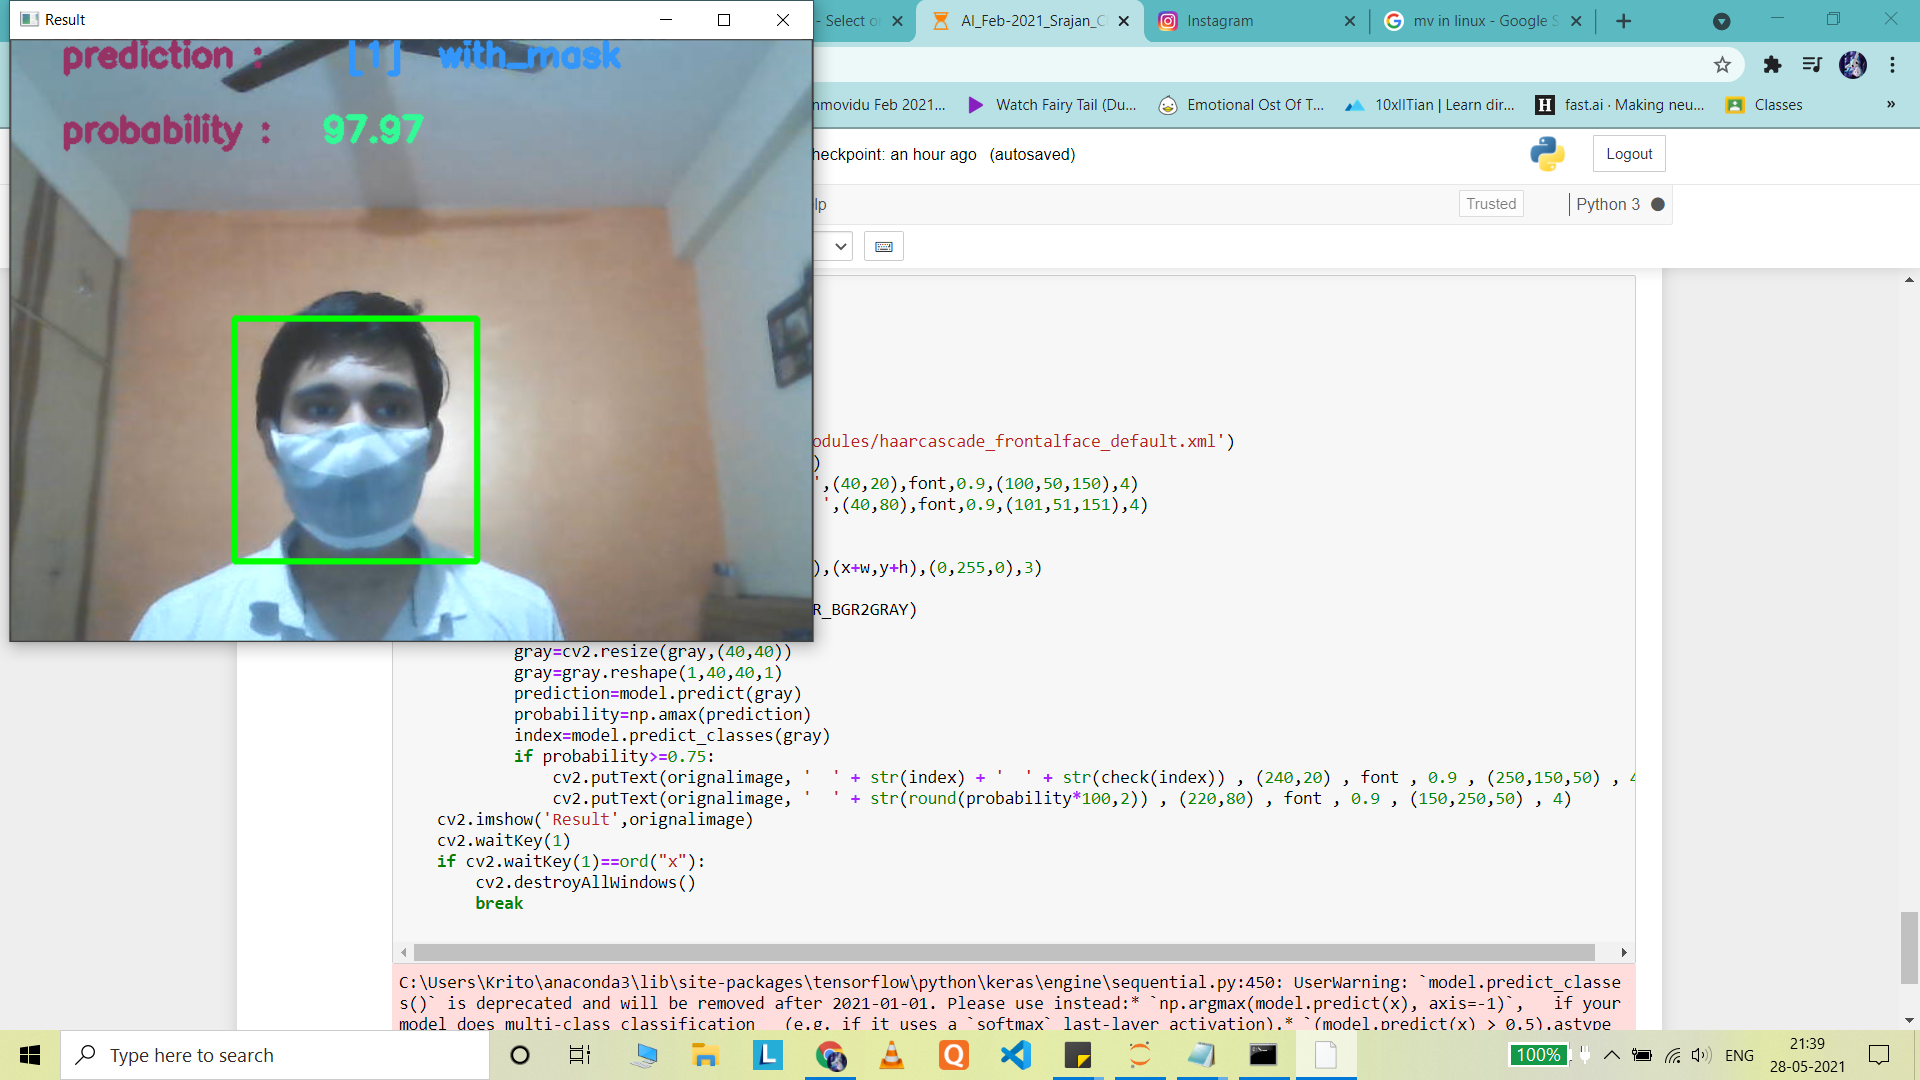 Result
prediction : [1] with_mask
probability : 97.97
- Select o
AI_Feb-2021_Srajan_C
Instagram
mv in linux - Google S
nmovidu Feb 2021...
Watch Fairy Tail (Du...
Emotional Ost Of T...
10xIITian | Learn dir...
H fast.ai · Making neu...
Classes
»
heckpoint: an hour ago (autosaved)
Logout
lp
Trusted
Python 3
odules/haarcascade_frontalface_default.xml')
)
',(40,20),font,0.9,(100,50,150),4)
',(40,80),font,0.9,(101,51,151),4)
),(x+w,y+h),(0,255,0),3)
R_BGR2GRAY)
gray=cv2.resize(gray,(40,40))
gray=gray.reshape(1,40,40,1)
prediction=model.predict(gray)
probability=np.amax(prediction)
index=model.predict_classes(gray)
if probability>=0.75:
cv2.putText(orignalimage, '  ' + str(index) + '  ' + str(check(index)) , (240,20) , font , 0.9 , (250,150,50) , 4
cv2.putText(orignalimage, '  ' + str(round(probability*100,2)) , (220,80) , font , 0.9 , (150,250,50) , 4)
cv2.imshow('Result',orignalimage)
cv2.waitKey(1)
if cv2.waitKey(1)==ord("x"):
cv2.destroyAllWindows()
break
C:\Users\Krito\anaconda3\lib\site-packages\tensorflow\python\keras\engine\sequential.py:450: UserWarning: `model.predict_classe
s()` is deprecated and will be removed after 2021-01-01. Please use instead:* `np.argmax(model.predict(x), axis=-1)`,   if your
model does multi-class classification   (e.g. if it uses a `softmax` last-layer activation).* `(model.predict(x) > 0.5).astype
Type here to search
L
Q
100%
ENG
21:39
28-05-2021